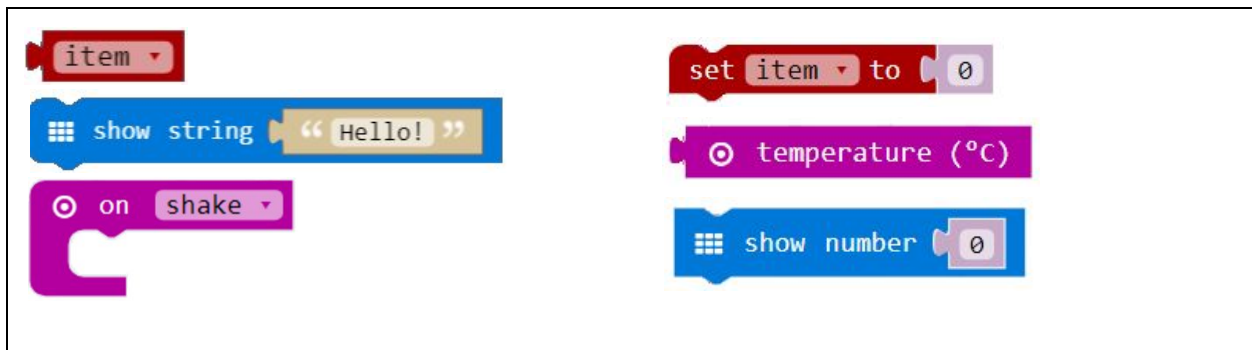 item
show string “ Hello! ”
on shake
set item to 0
temperature (°C)
show number 0